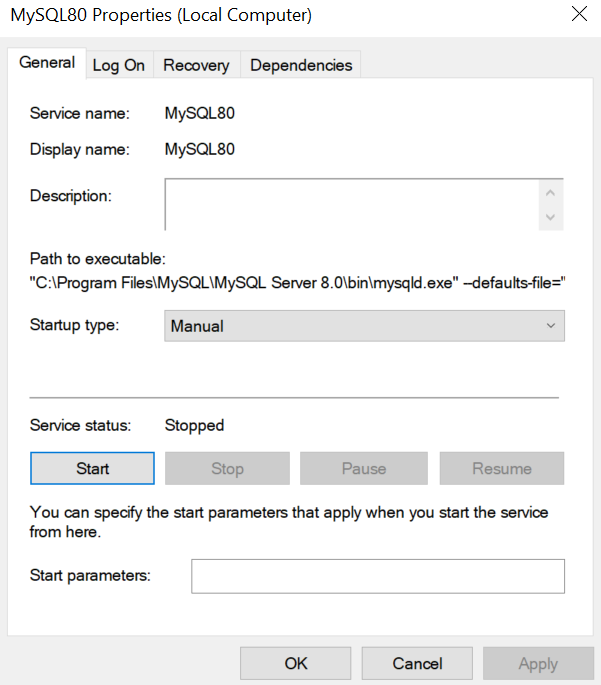 MySQL80 Properties (Local Computer)
General Log On Recovery Dependencies
Service name: MySQL80
Display name: MySQL80
Description:
Path to executable:
"C:\Program Files\MySQL\MySQL Server 8.0\bin\mysqld.exe" --defaults-file="
Startup type: Manual
Service status: Stopped
Start Stop Pause Resume
You can specify the start parameters that apply when you start the service
from here.
Start parameters:
OK Cancel Apply